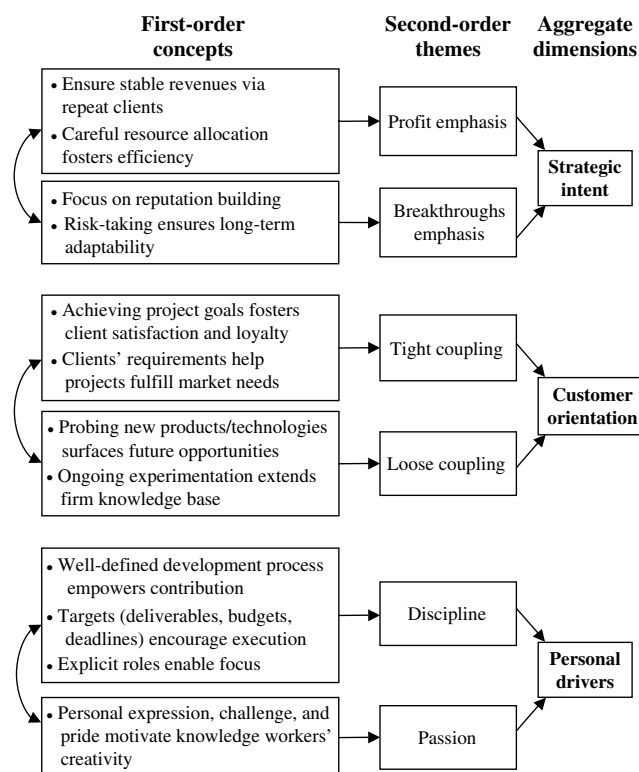 First-order
concepts
Second-order
themes
Aggregate
dimensions
• Ensure stable revenues via
repeat clients
• Careful resource allocation
fosters efficiency
Profit emphasis
• Focus on reputation building
• Risk-taking ensures long-term
adaptability
Breakthroughs
emphasis
Strategic
intent
• Achieving project goals fosters
client satisfaction and loyalty
• Clients’ requirements help
projects fulfill market needs
Tight coupling
• Probing new products/technologies
surfaces future opportunities
• Ongoing experimentation extends
firm knowledge base
Loose coupling
Customer
orientation
• Well-defined development process
empowers contribution
• Targets (deliverables, budgets,
deadlines) encourage execution
• Explicit roles enable focus
Discipline
• Personal expression, challenge, and
pride motivate knowledge workers’
creativity
Passion
Personal
drivers